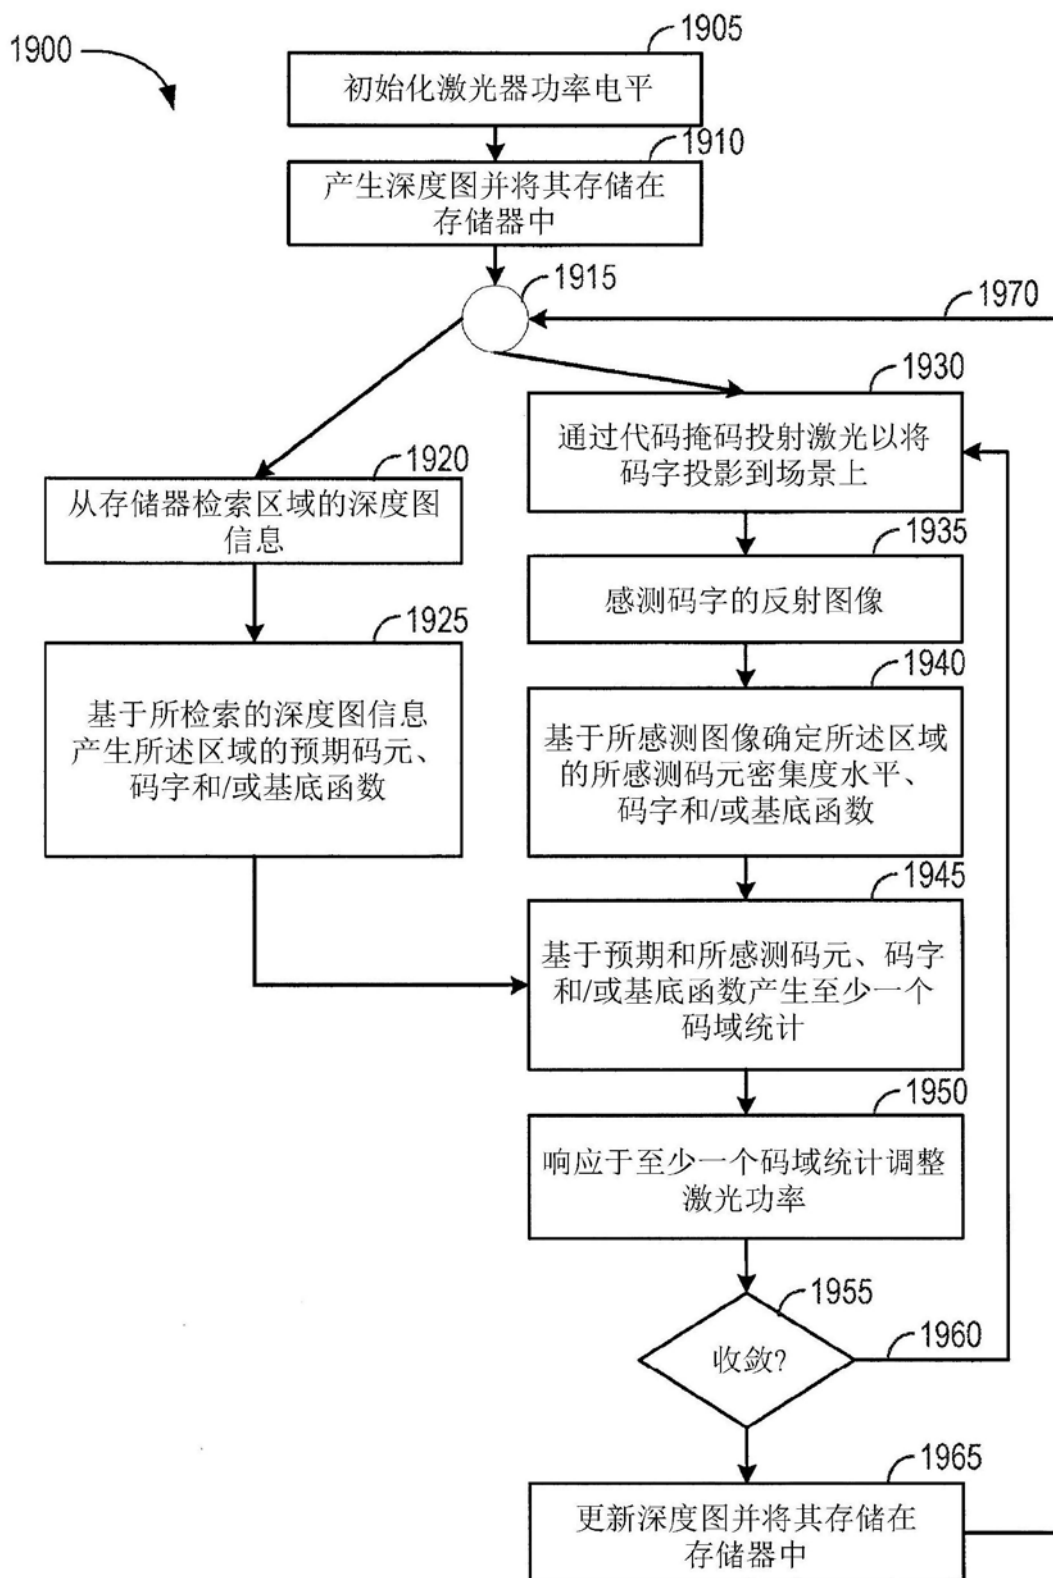 1900
1905
初始化激光器功率电平
1910
产生深度图并将其存储在
存储器中
1915
1970
1930
通过代码掩码投射激光以将
码字投影到场景上
1920
从存储器检索区域的深度图
信息
1935
感测码字的反射图像
1925
基于所检索的深度图信息
产生所述区域的预期码元、
码字和/或基底函数
1940
基于所感测图像确定所述区域
的所感测码元密集度水平、
码字和/或基底函数
1945
基于预期和所感测码元、码字
和/或基底函数产生至少一个
码域统计
1950
响应于至少一个码域统计调整
激光功率
1955
收敛?
1960
1965
更新深度图并将其存储在
存储器中